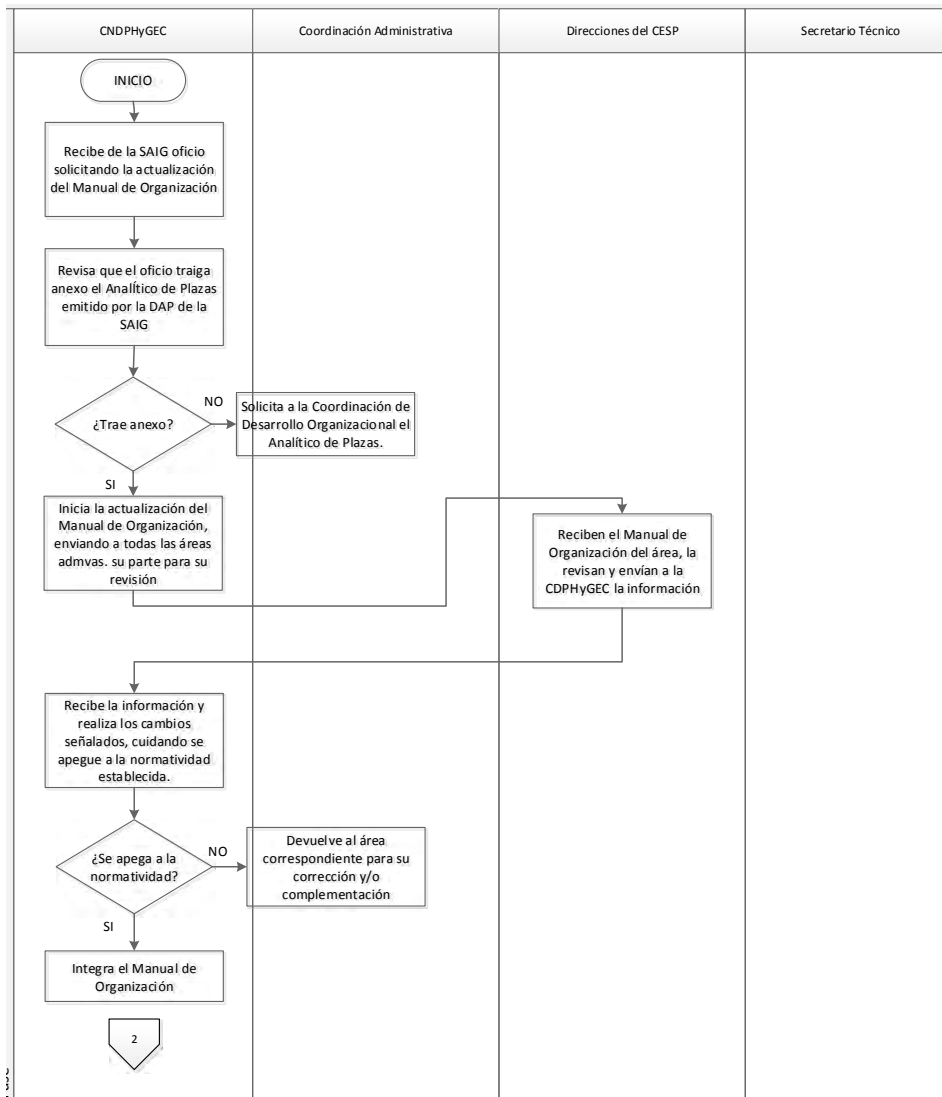 CNDPHyGEC
Coordinación Administrativa
Direcciones del CESP
Secretario Técnico
INICIO
Recibe de la SAIG oficio
solicitando la actualización
del Manual de Organización
Revisa que el oficio traiga
anexo el Analítico de Plazas
emitido por la DAP de la
SAIG
¿Trae anexo?
NO
Solicita a la Coordinación de
Desarrollo Organizacional el
Analítico de Plazas.
SI
Inicia la actualización del
Manual de Organización,
enviando a todas las áreas
admvas. su parte para su
revisión
Reciben el Manual de
Organización del área, la
revisan y envían a la
CDPHyGEC la información
Recibe la información y
realiza los cambios
señalados, cuidando se
apegue a la normatividad
establecida.
¿Se apega a la
normatividad?
NO
Devuelve al área
correspondiente para su
corrección y/o
complementación
SI
Integra el Manual de
Organización
2